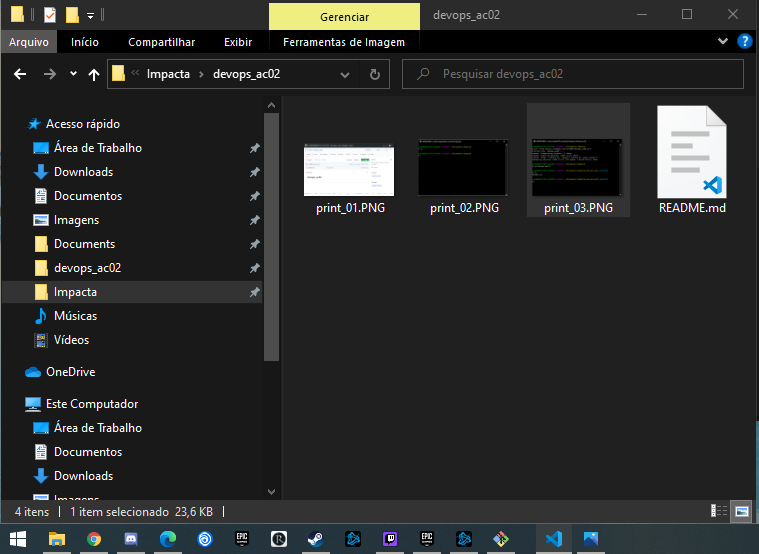 Gerenciar
devops_ac02
Arquivo
Início
Compartilhar
Exibir
Ferramentas de Imagem
Impacta
devops_ac02
Pesquisar devops_ac02
Acesso rápido
Área de Trabalho
Downloads
Documentos
Imagens
Documents
devops_ac02
Impacta
Músicas
Vídeos
OneDrive
Este Computador
Área de Trabalho
Documentos
Downloads
Imagens
print_01.PNG
print_02.PNG
print_03.PNG
README.md
4 itens
1 item selecionado 23,6 KB
EPIC
EPIC